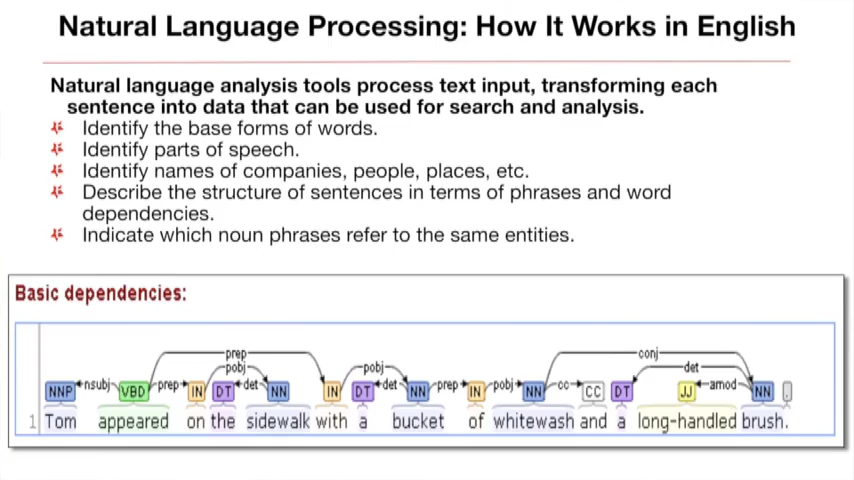 Natural Language Processing: How It Works in English
Natural language analysis tools process text input, transforming each
sentence into data that can be used for search and analysis.
Identify the base forms of words.
Identify parts of speech.
Identify names of companies, people, places, etc.
Describe the structure of sentences in terms of phrases and word
dependencies.
Indicate which noun phrases refer to the same entities.
Basic dependencies:
prep conj
pobj pobj det
NNP nsubj VBD prep IN DT det NN IN DT det NN prep IN pobj NN cc CC DT JJ amod NN .
1 Tom appeared on the sidewalk with a bucket of whitewash and a long-handled brush.